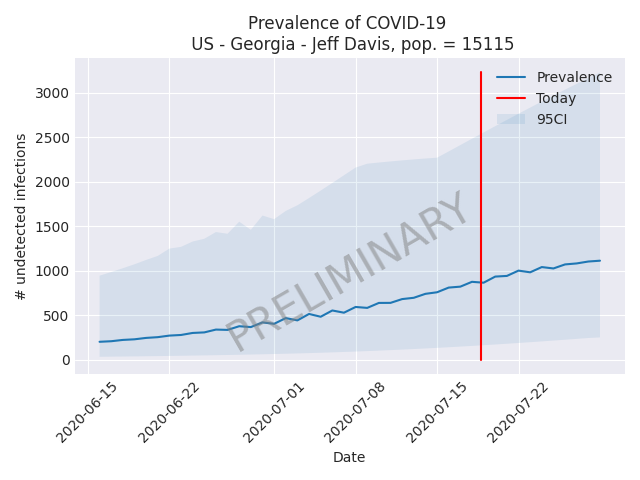 Prevalence of COVID-19
US - Georgia - Jeff Davis, pop. = 15115
# undetected infections
3000
2500
2000
1500
1000
500
0
Prevalence
Today
95CI
PRELIMINARY
2020-06-15
2020-06-22
2020-07-01
2020-07-08
2020-07-15
2020-07-22
Date